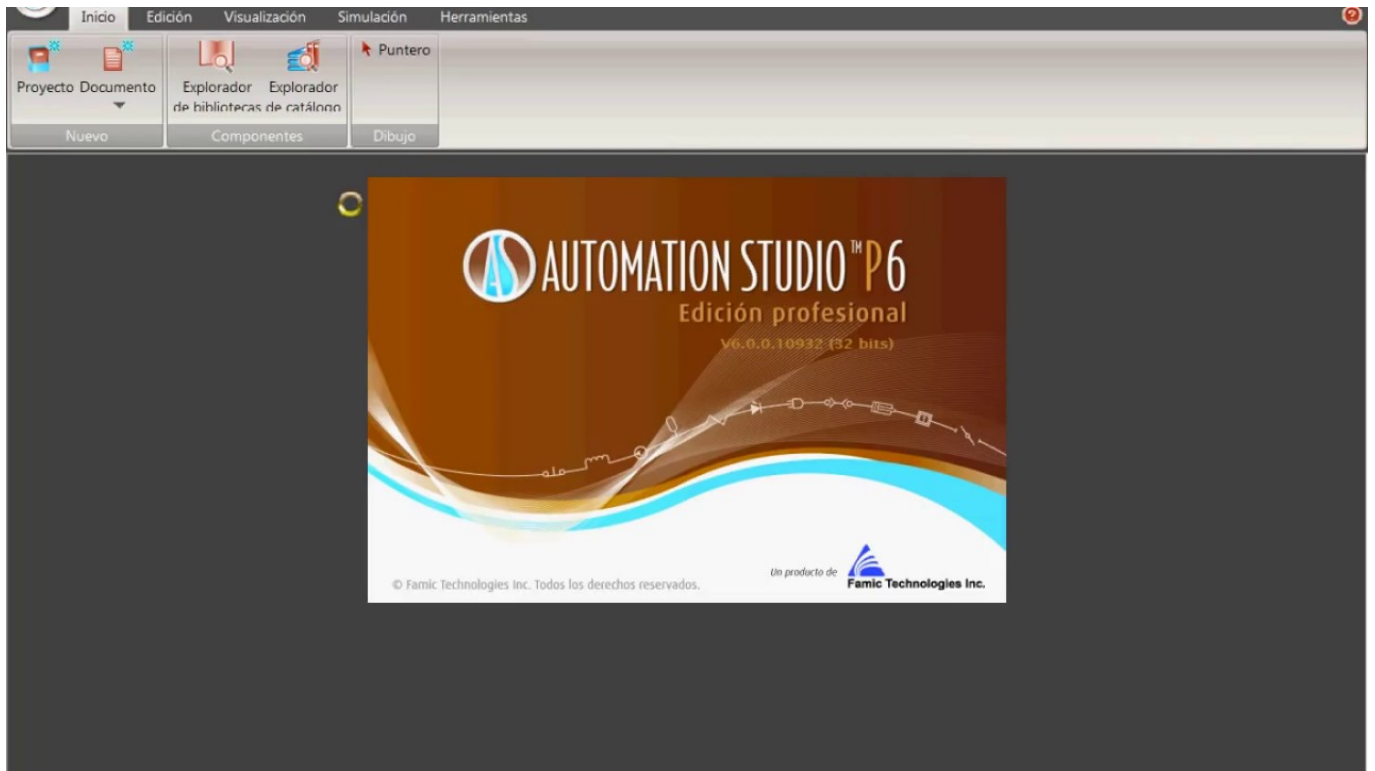 Inicio Edición Visualización Simulación Herramientas
Puntero
Proyecto Documento Explorador Explorador
de bibliotecas de catálogo
Nuevo Componentes Dibujo
AUTOMATION STUDIO™ P6
Edición profesional
V6.0.0.10932 (32 bits)
Un producto de
Famic Technologies Inc.
© Famic Technologies Inc. Todos los derechos reservados.